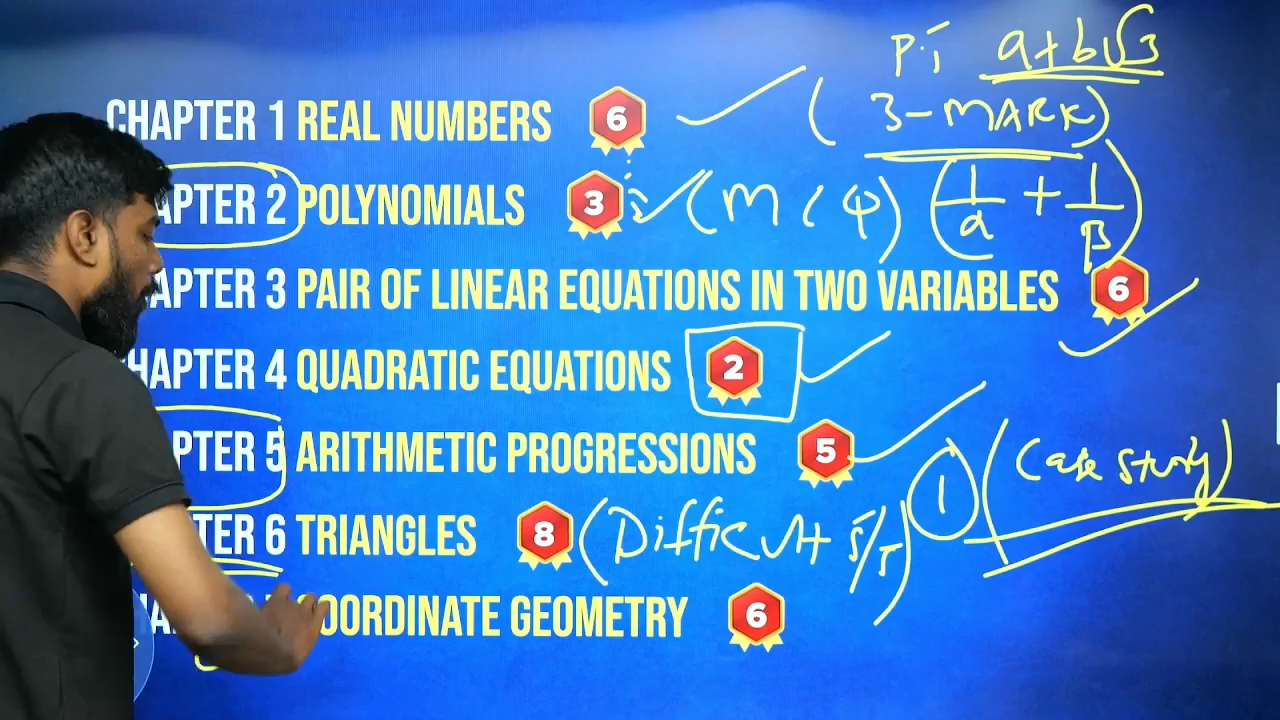 P.T a+b√3
CHAPTER 1 REAL NUMBERS 6 ( 3-MARK)
APTER 2 POLYNOMIALS 3 (MCQ) (1/α + 1/β)
APTER 3 PAIR OF LINEAR EQUATIONS IN TWO VARIABLES 6
HAPTER 4 QUADRATIC EQUATIONS 2
PTER 5 ARITHMETIC PROGRESSIONS 5 1 (Case study)
TER 6 TRIANGLES 8 (Difficult
OORDINATE GEOMETRY 6